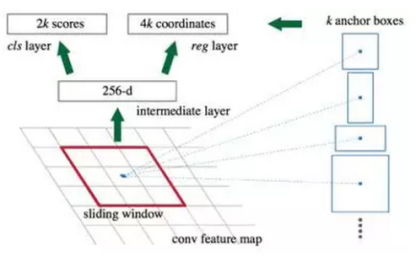 2k scores
4k coordinates
k anchor boxes
cls layer
reg layer
256-d
intermediate layer
sliding window
conv feature map